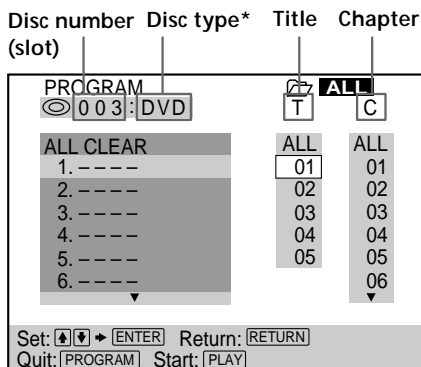 Disc number Disc type* Title Chapter
(slot)
PROGRAM ALL
003:DVD T C
ALL CLEAR ALL ALL
1. – – – – 01 01
2. – – – – 02 02
3. – – – – 03 03
4. – – – – 04 04
5. – – – – 05 05
6. – – – – 06
Set: ENTER Return: RETURN
Quit: PROGRAM Start: PLAY